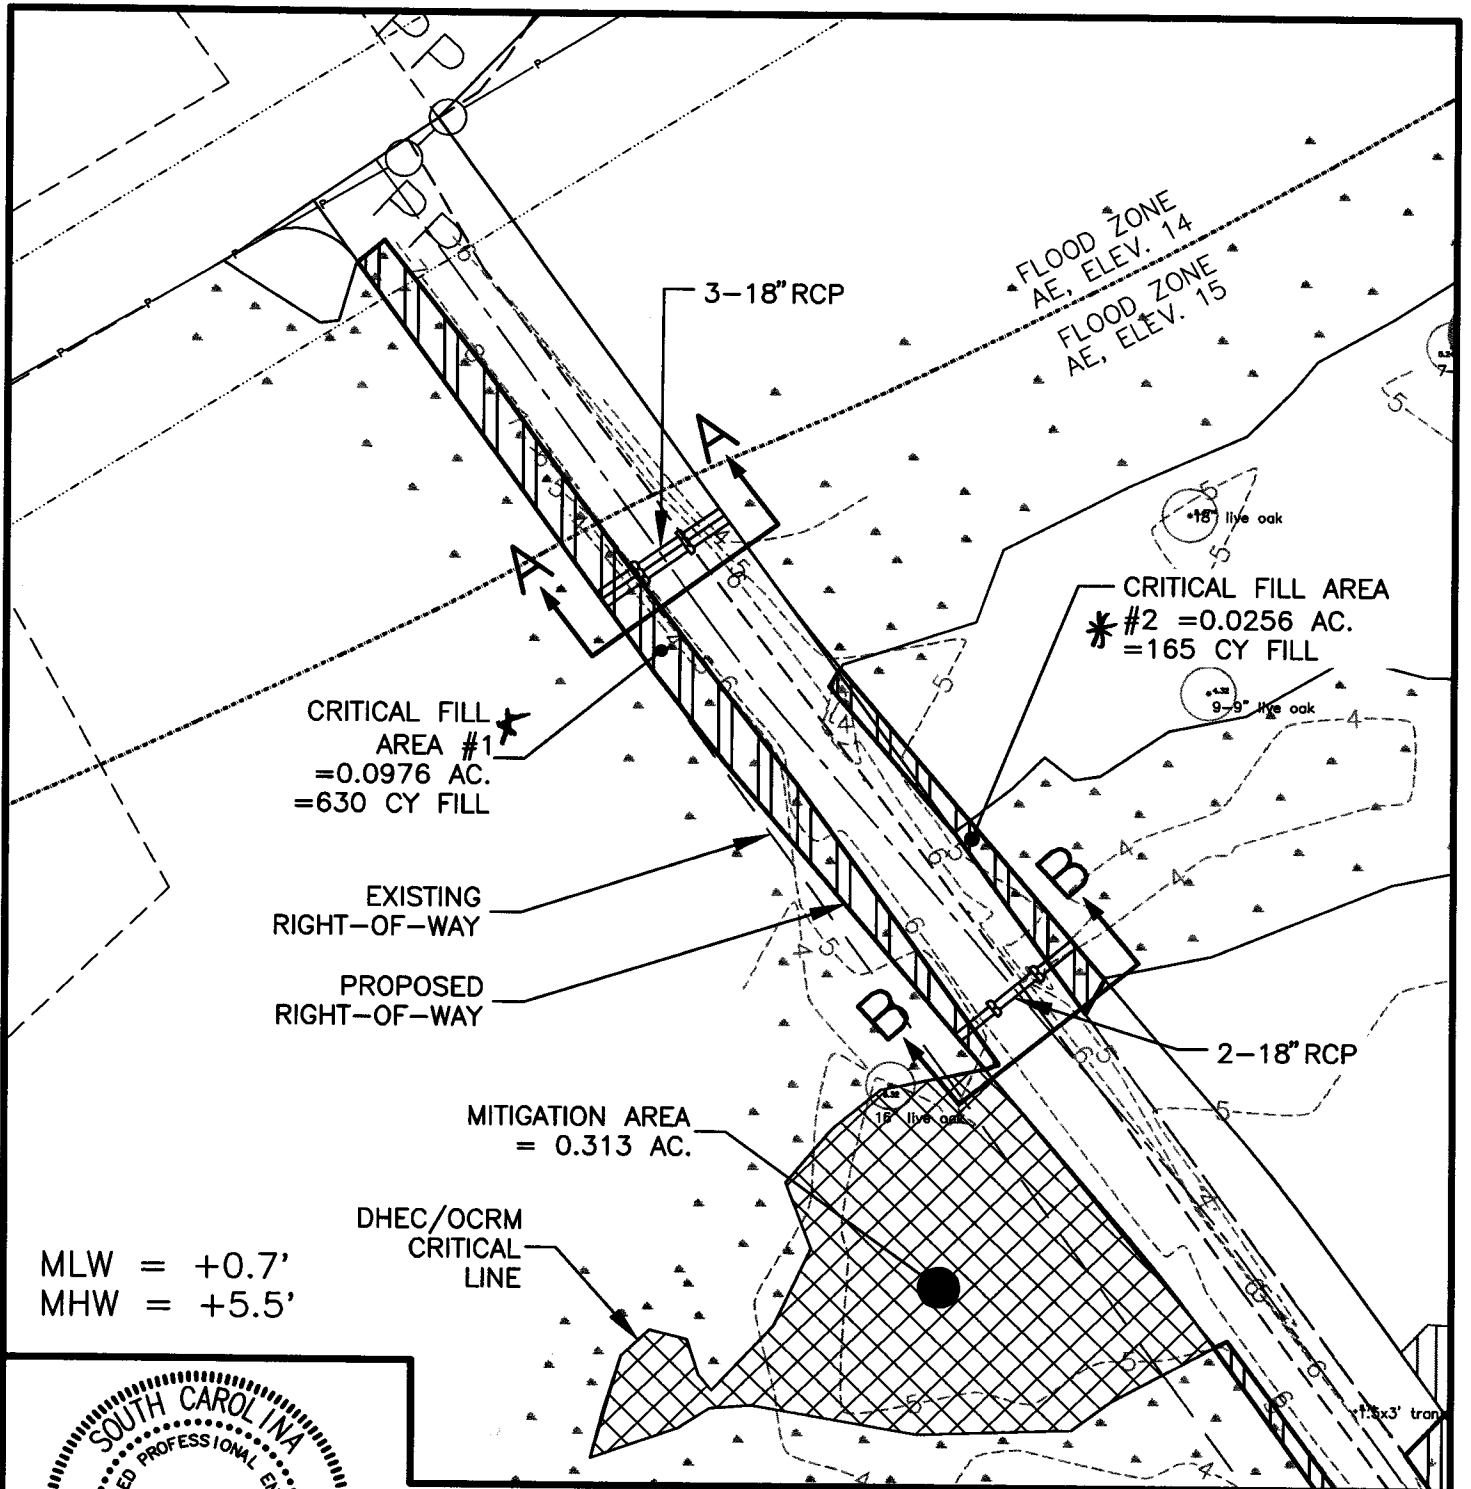 FLOOD ZONE
AE, ELEV. 14
FLOOD ZONE
AE, ELEV. 15
3-18" RCP
A
A
18" live oak
CRITICAL FILL AREA
#2 =0.0256 AC.
=165 CY FILL
9-9" live oak
CRITICAL FILL
AREA #1
=0.0976 AC.
=630 CY FILL
EXISTING
RIGHT-OF-WAY
PROPOSED
RIGHT-OF-WAY
B
B
2-18" RCP
15" live oak
MITIGATION AREA
= 0.313 AC.
DHEC/OCRM
CRITICAL
LINE
MLW = +0.7'
MHW = +5.5'
SOUTH CAROLINA
PROFESSIONAL